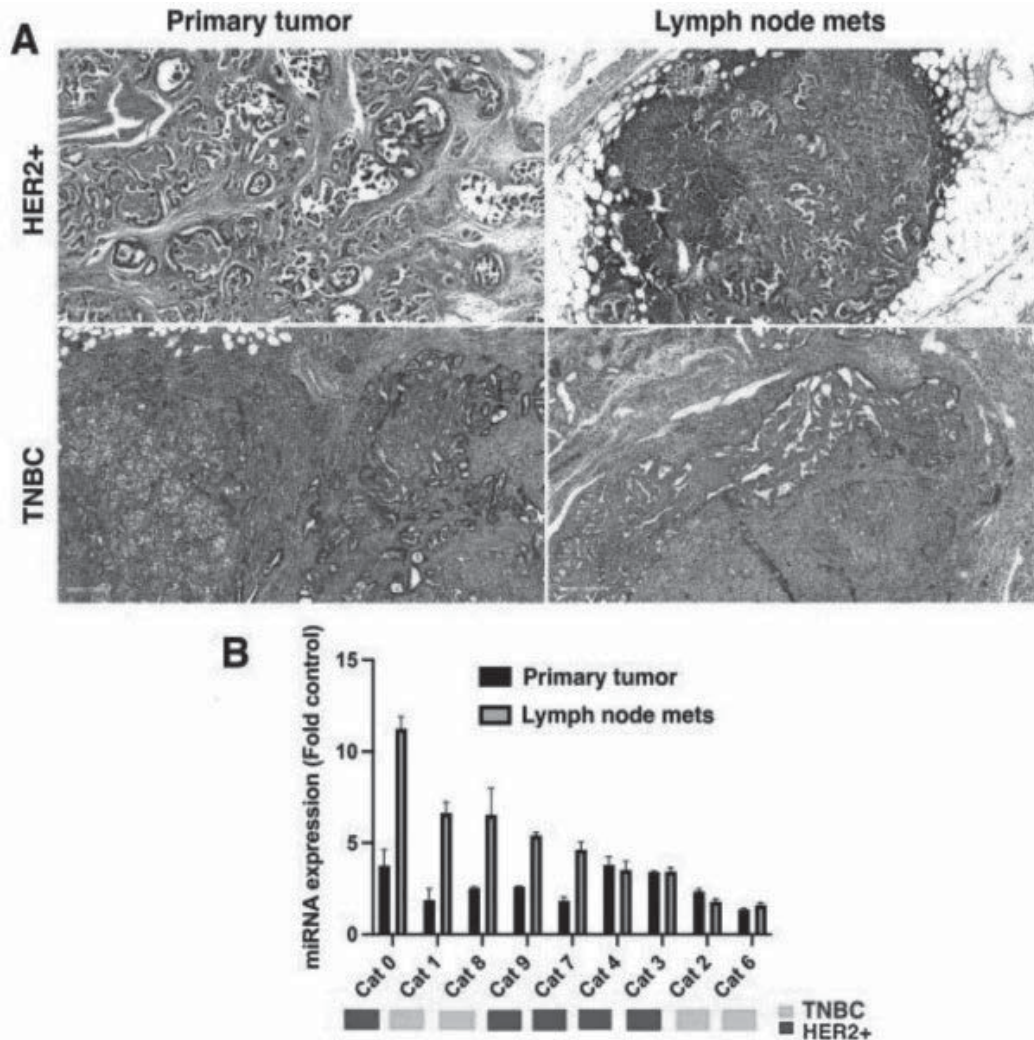 Primary tumor Lymph node mets
A
HER2+
TNBC
B
miRNA expression (Fold control)
15
10
5
0
Primary tumor
Lymph node mets
Cat 0 Cat 1 Cat 8 Cat 9 Cat 7 Cat 4 Cat 3 Cat 2 Cat 6
TNBC
HER2+